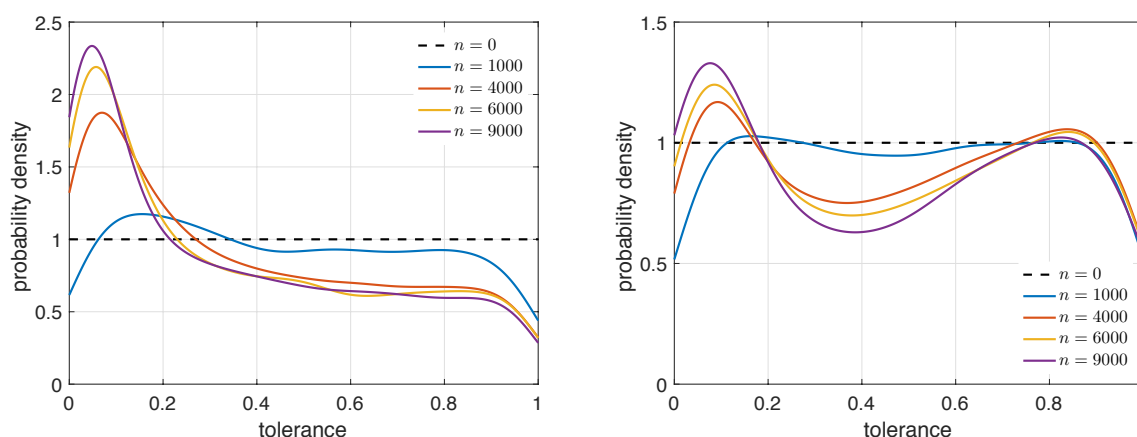 2.5
2
1.5
1
0.5
0
0
0.2
0.4
0.6
0.8
1
probability density
tolerance
n = 0
n = 1000
n = 4000
n = 6000
n = 9000
1.5
1
0.5
0
0
0.2
0.4
0.6
0.8
probability density
tolerance
n = 0
n = 1000
n = 4000
n = 6000
n = 9000